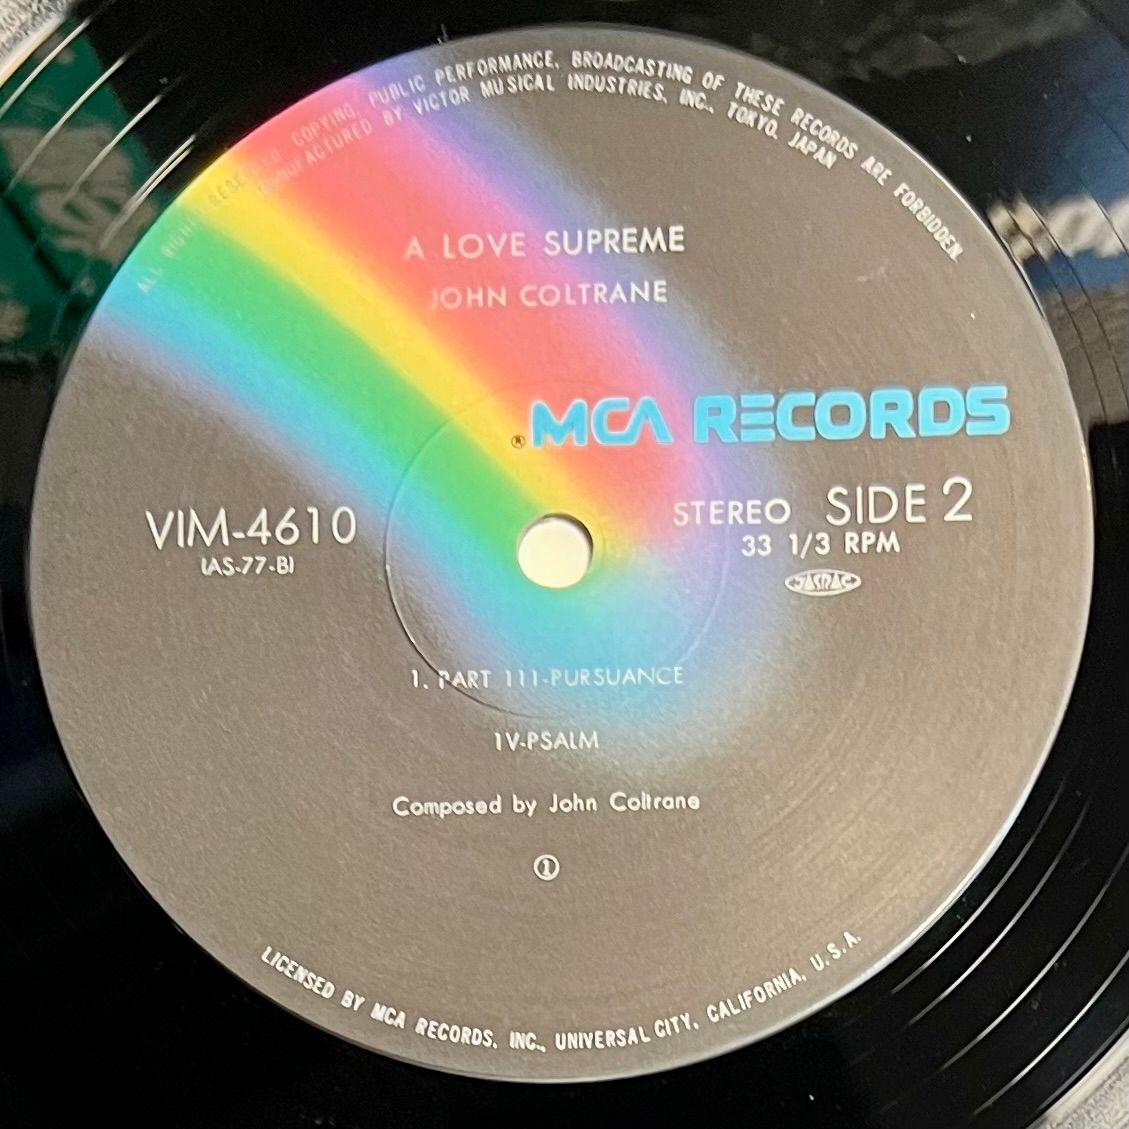 ALL RIGHTS RESERVED. COPYING, PUBLIC PERFORMANCE, BROADCASTING OF THESE RECORDS ARE FORBIDDEN.
MANUFACTURED BY VICTOR MUSICAL INDUSTRIES, INC., TOKYO, JAPAN
A LOVE SUPREME
JOHN COLTRANE
® MCA RECORDS
VIM-4610
(AS-77-B)
STEREO SIDE 2
33 1/3 RPM
JASRAC
1. PART 111-PURSUANCE
1V-PSALM
Composed by John Coltrane
①
LICENSED BY MCA RECORDS, INC., UNIVERSAL CITY, CALIFORNIA, U.S.A.